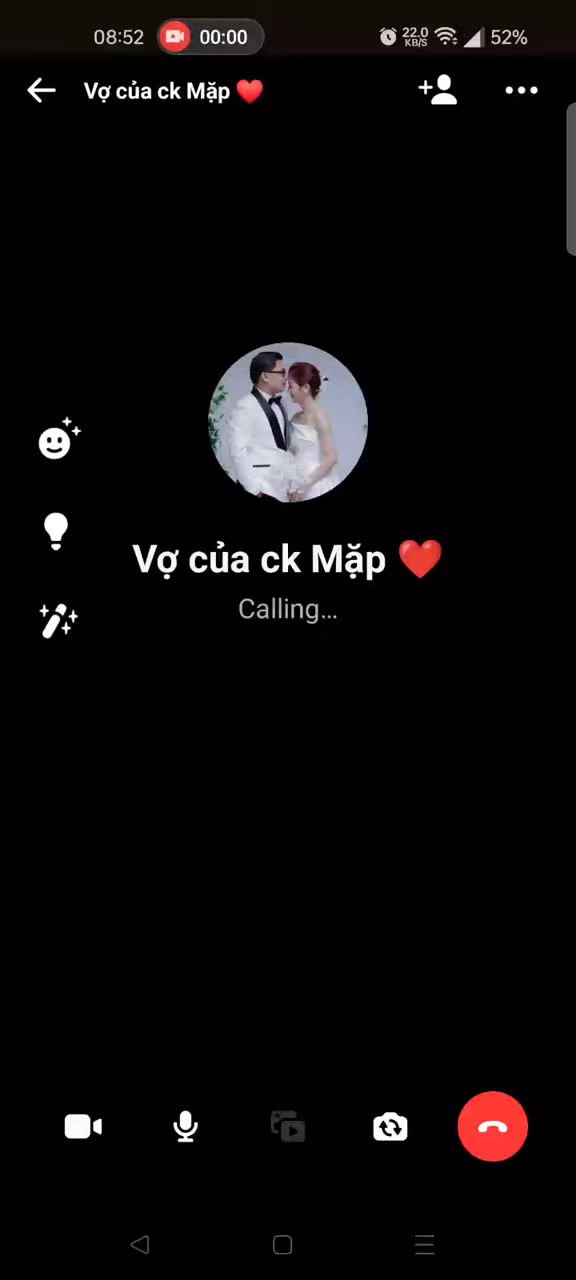 08:52 00:00 22.0 KB/S 52%
Vợ của ck Mặp ❤️
Vợ của ck Mặp ❤️
Calling...